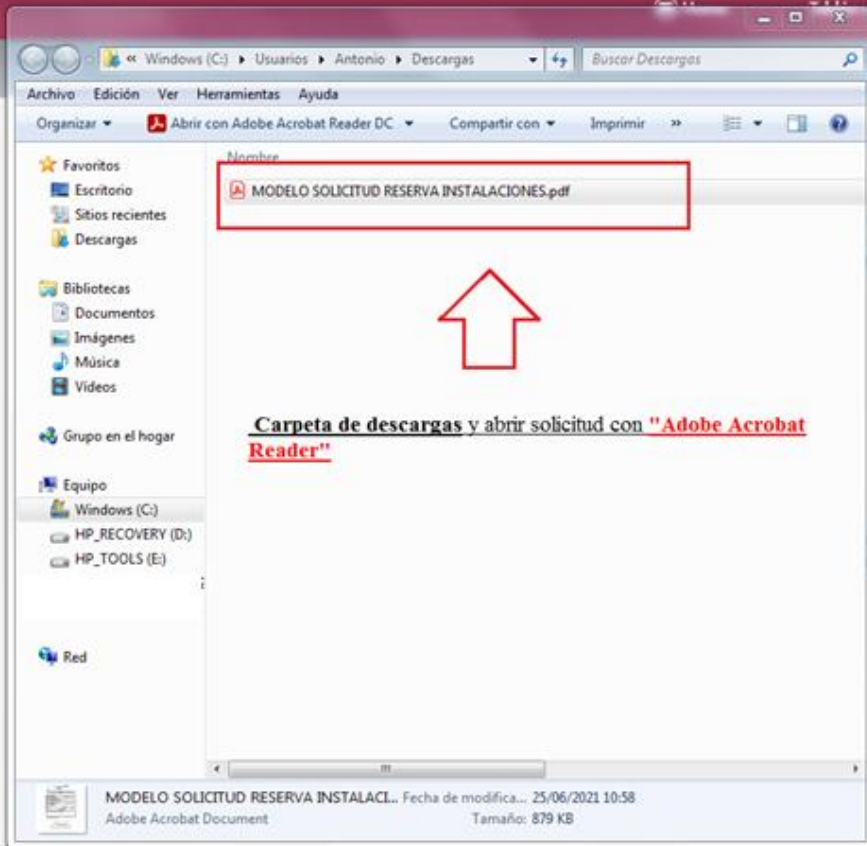 « Windows (C:) ▸ Usuarios ▸ Antonio ▸ Descargas
Buscar Descargas
Archivo Edición Ver Herramientas Ayuda
Organizar Abrir con Adobe Acrobat Reader DC Compartir con Imprimir »
Nombre
MODELO SOLICITUD RESERVA INSTALACIONES.pdf
Favoritos
Escritorio
Sitios recientes
Descargas
Bibliotecas
Documentos
Imágenes
Música
Vídeos
Grupo en el hogar
Equipo
Windows (C:)
HP_RECOVERY (D:)
HP_TOOLS (E:)
Red
Carpeta de descargas y abrir solicitud con "Adobe Acrobat
Reader"
MODELO SOLICITUD RESERVA INSTALACI... Fecha de modifica... 25/06/2021 10:58
Adobe Acrobat Document Tamaño: 879 KB